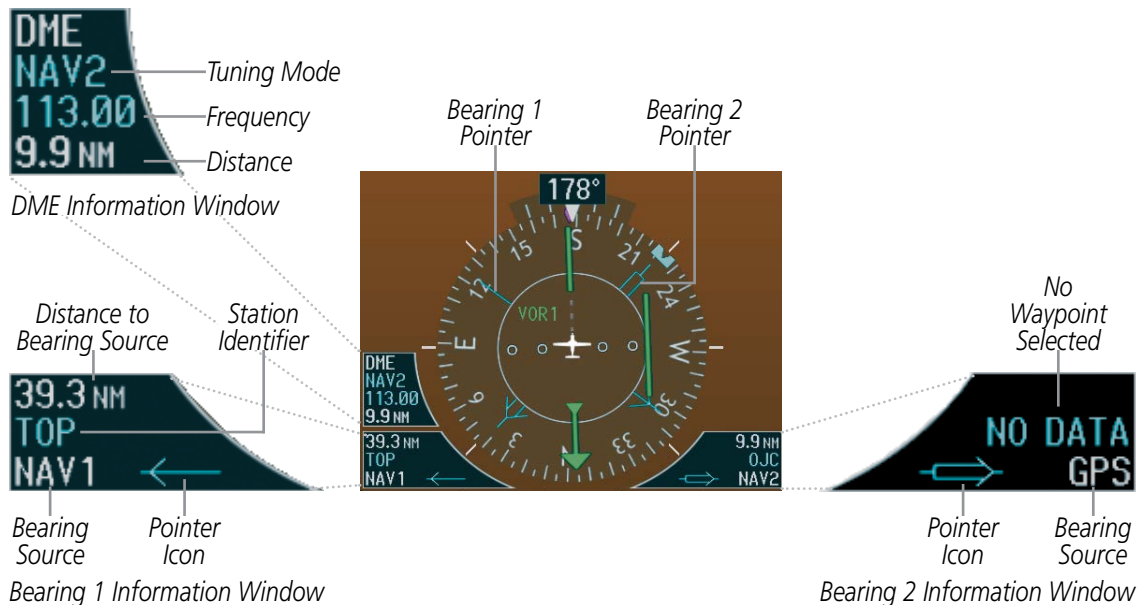 DME
NAV2
113.00
9.9 NM
Tuning Mode
Frequency
Distance
DME Information Window
Bearing 1
Pointer
Bearing 2
Pointer
178°
S
21
24
W
30
33
N
3
6
E
12
15
VOR1
DME
NAV2
113.00
9.9 NM
39.3 NM
TOP
NAV1
9.9 NM
OJC
NAV2
Distance to
Bearing Source
Station
Identifier
39.3 NM
TOP
NAV1
Bearing
Source
Pointer
Icon
Bearing 1 Information Window
No
Waypoint
Selected
NO DATA
GPS
Pointer
Icon
Bearing
Source
Bearing 2 Information Window